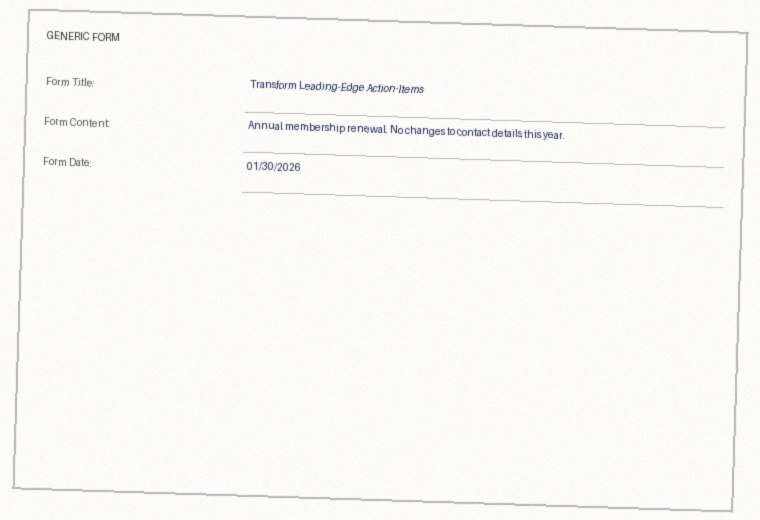 GENERIC FORM
Form Title: Transform Leading-Edge Action-Items
Form Content: Annual membership renewal. No changes to contact details this year.
Form Date: 01/30/2026